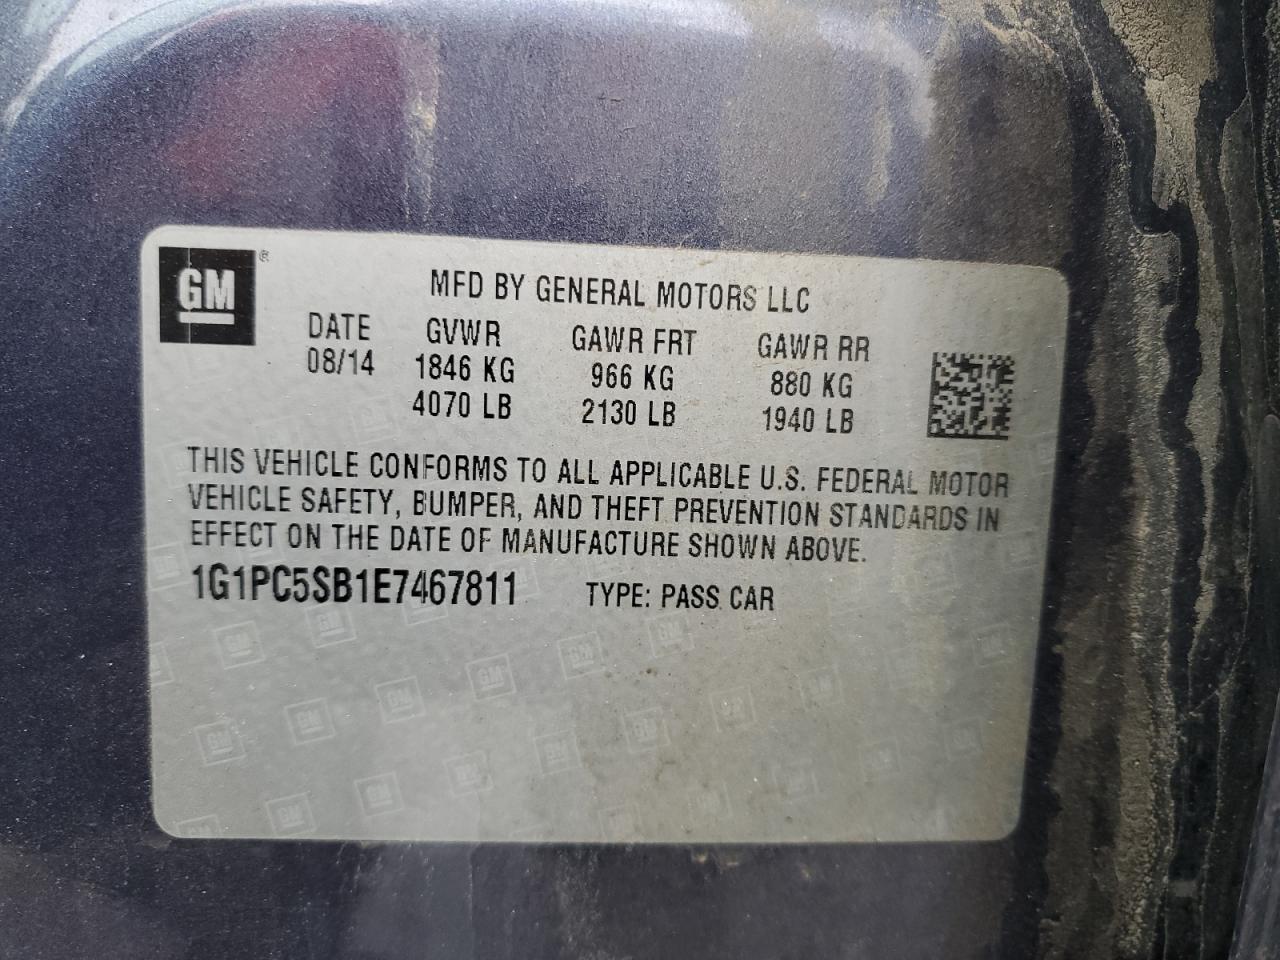 GM ®
MFD BY GENERAL MOTORS LLC
DATE GVWR GAWR FRT GAWR RR
08/14 1846 KG 966 KG 880 KG
4070 LB 2130 LB 1940 LB
THIS VEHICLE CONFORMS TO ALL APPLICABLE U.S. FEDERAL MOTOR
VEHICLE SAFETY, BUMPER, AND THEFT PREVENTION STANDARDS IN
EFFECT ON THE DATE OF MANUFACTURE SHOWN ABOVE.
1G1PC5SB1E7467811 TYPE: PASS CAR